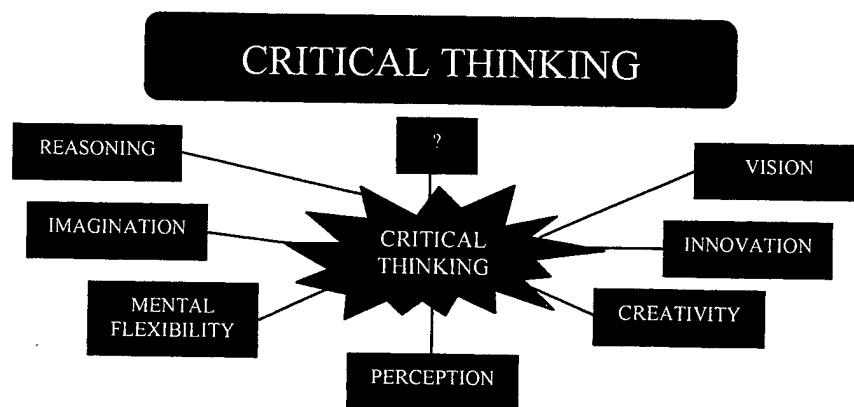 CRITICAL THINKING
?
REASONING
VISION
IMAGINATION
CRITICAL
THINKING
INNOVATION
MENTAL
FLEXIBILITY
CREATIVITY
PERCEPTION